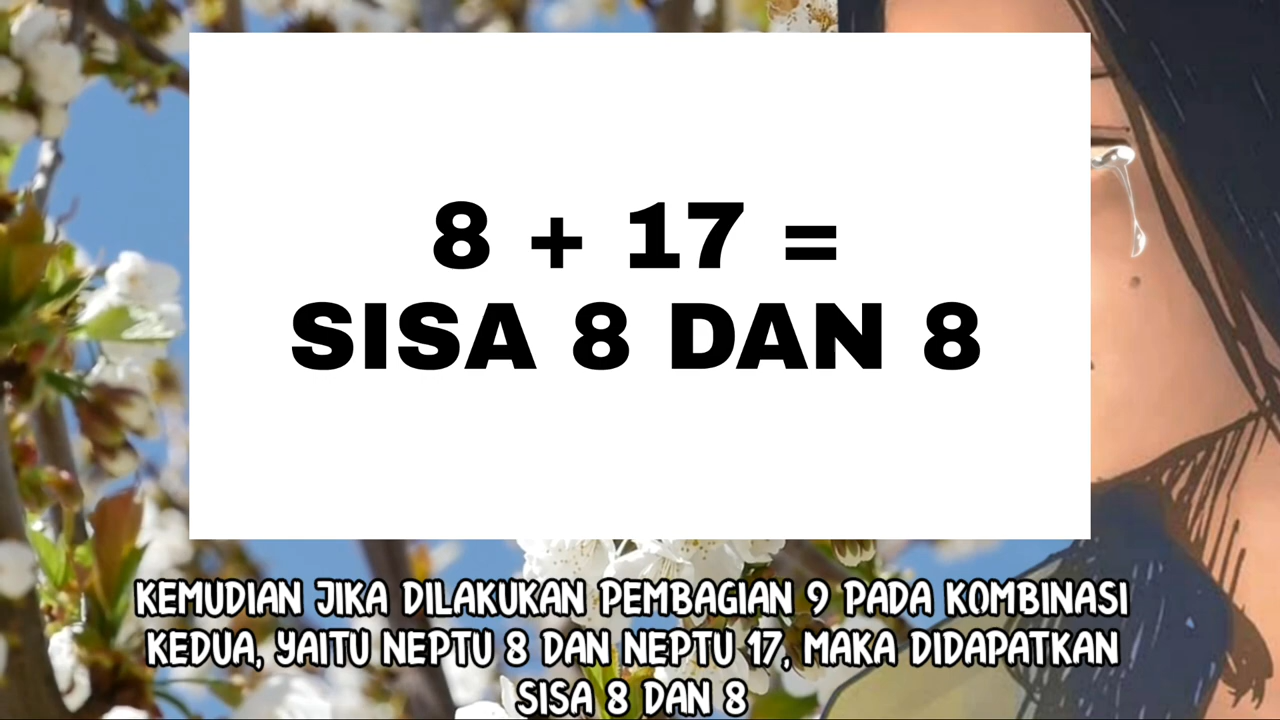 8 + 17 =
SISA 8 DAN 8
KEMUDIAN JIKA DILAKUKAN PEMBAGIAN 9 PADA KOMBINASI
KEDUA, YAITU NEPTU 8 DAN NEPTU 17, MAKA DIDAPATKAN
SISA 8 DAN 8